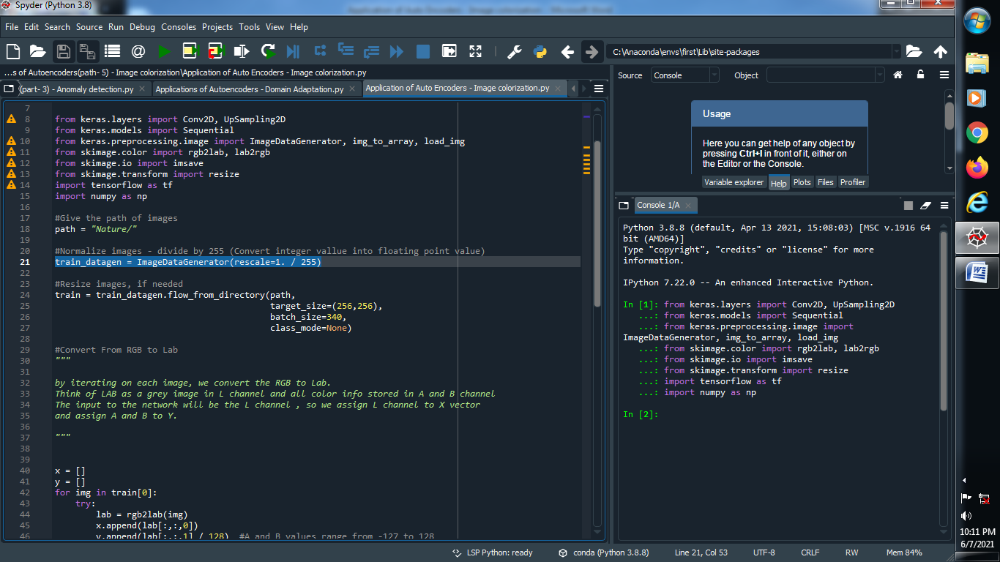 Spyder (Python 3.8)
File Edit Search Source Run Debug Consoles Projects Tools View Help
C:\Anaconda\envs\first\Lib\site-packages
...s of Autoencoders(path- 5) - Image colorization\Application of Auto Encoders - Image colorization.py
(part- 3) - Anomaly detection.py Applications of Autoencoders - Domain Adaptation.py Application of Auto Encoders - Image colorization.py
7
8 from keras.layers import Conv2D, UpSampling2D
9 from keras.models import Sequential
10 from keras.preprocessing.image import ImageDataGenerator, img_to_array, load_img
11 from skimage.color import rgb2lab, lab2rgb
12 from skimage.io import imsave
13 from skimage.transform import resize
14 import tensorflow as tf
15 import numpy as np
16
17 #Give the path of images
18 path = "Nature/"
19
20 #Normalize images - divide by 255 (Convert integer vallue into floating point value)
21 train_datagen = ImageDataGenerator(rescale=1. / 255)
22
23 #Resize images, if needed
24 train = train_datagen.flow_from_directory(path,
25 target_size=(256,256),
26 batch_size=340,
27 class_mode=None)
28
29 #Convert From RGB to Lab
30 """
31
32 by iterating on each image, we convert the RGB to Lab.
33 Think of LAB as a grey image in L channel and all color info stored in A and B channel
34 The input to the network will be the L channel , so we assign L channel to X vector
35 and assign A and B to Y.
36
37 """
38
39
40 x = []
41 y = []
42 for img in train[0]:
43 try:
44 lab = rgb2lab(img)
45 x.append(lab[:,:,0])
46 y.append(lab[:,:,1] / 128) #A and B values range from -127 to 128
Source Console Object
Usage
Here you can get help of any object by
pressing Ctrl+I in front of it, either on
the Editor or the Console.
Variable explorer Help Plots Files Profiler
Console 1/A
Python 3.8.8 (default, Apr 13 2021, 15:08:03) [MSC v.1916 64
bit (AMD64)]
Type "copyright", "credits" or "license" for more
information.
IPython 7.22.0 -- An enhanced Interactive Python.
In [1]: from keras.layers import Conv2D, UpSampling2D
...: from keras.models import Sequential
...: from keras.preprocessing.image import
ImageDataGenerator, img_to_array, load_img
...: from skimage.color import rgb2lab, lab2rgb
...: from skimage.io import imsave
...: from skimage.transform import resize
...: import tensorflow as tf
...: import numpy as np
In [2]:
LSP Python: ready conda (Python 3.8.8) Line 21, Col 53 UTF-8 CRLF RW Mem 84%
10:11 PM
6/7/2021